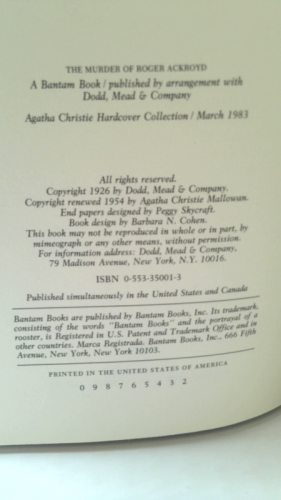 THE MURDER OF ROGER ACKROYD
A Bantam Book / published by arrangement with
Dodd, Mead & Company
Agatha Christie Hardcover Collection / March 1983
All rights reserved.
Copyright 1926 by Dodd, Mead & Company.
Copyright renewed 1954 by Agatha Christie Mallowan.
End papers designed by Peggy Skycraft.
Book design by Barbara N. Cohen.
This book may not be reproduced in whole or in part, by
mimeograph or any other means, without permission.
For information address: Dodd, Mead & Company,
79 Madison Avenue, New York, N.Y. 10016.
ISBN 0-553-35001-3
Published simultaneously in the United States and Canada
Bantam Books are published by Bantam Books, Inc. Its trademark,
consisting of the words "Bantam Books" and the portrayal of a
rooster, is Registered in U.S. Patent and Trademark Office and in
other countries. Marca Registrada. Bantam Books, Inc., 666 Fifth
Avenue, New York, New York 10103.
PRINTED IN THE UNITED STATES OF AMERICA
0 9 8 7 6 5 4 3 2